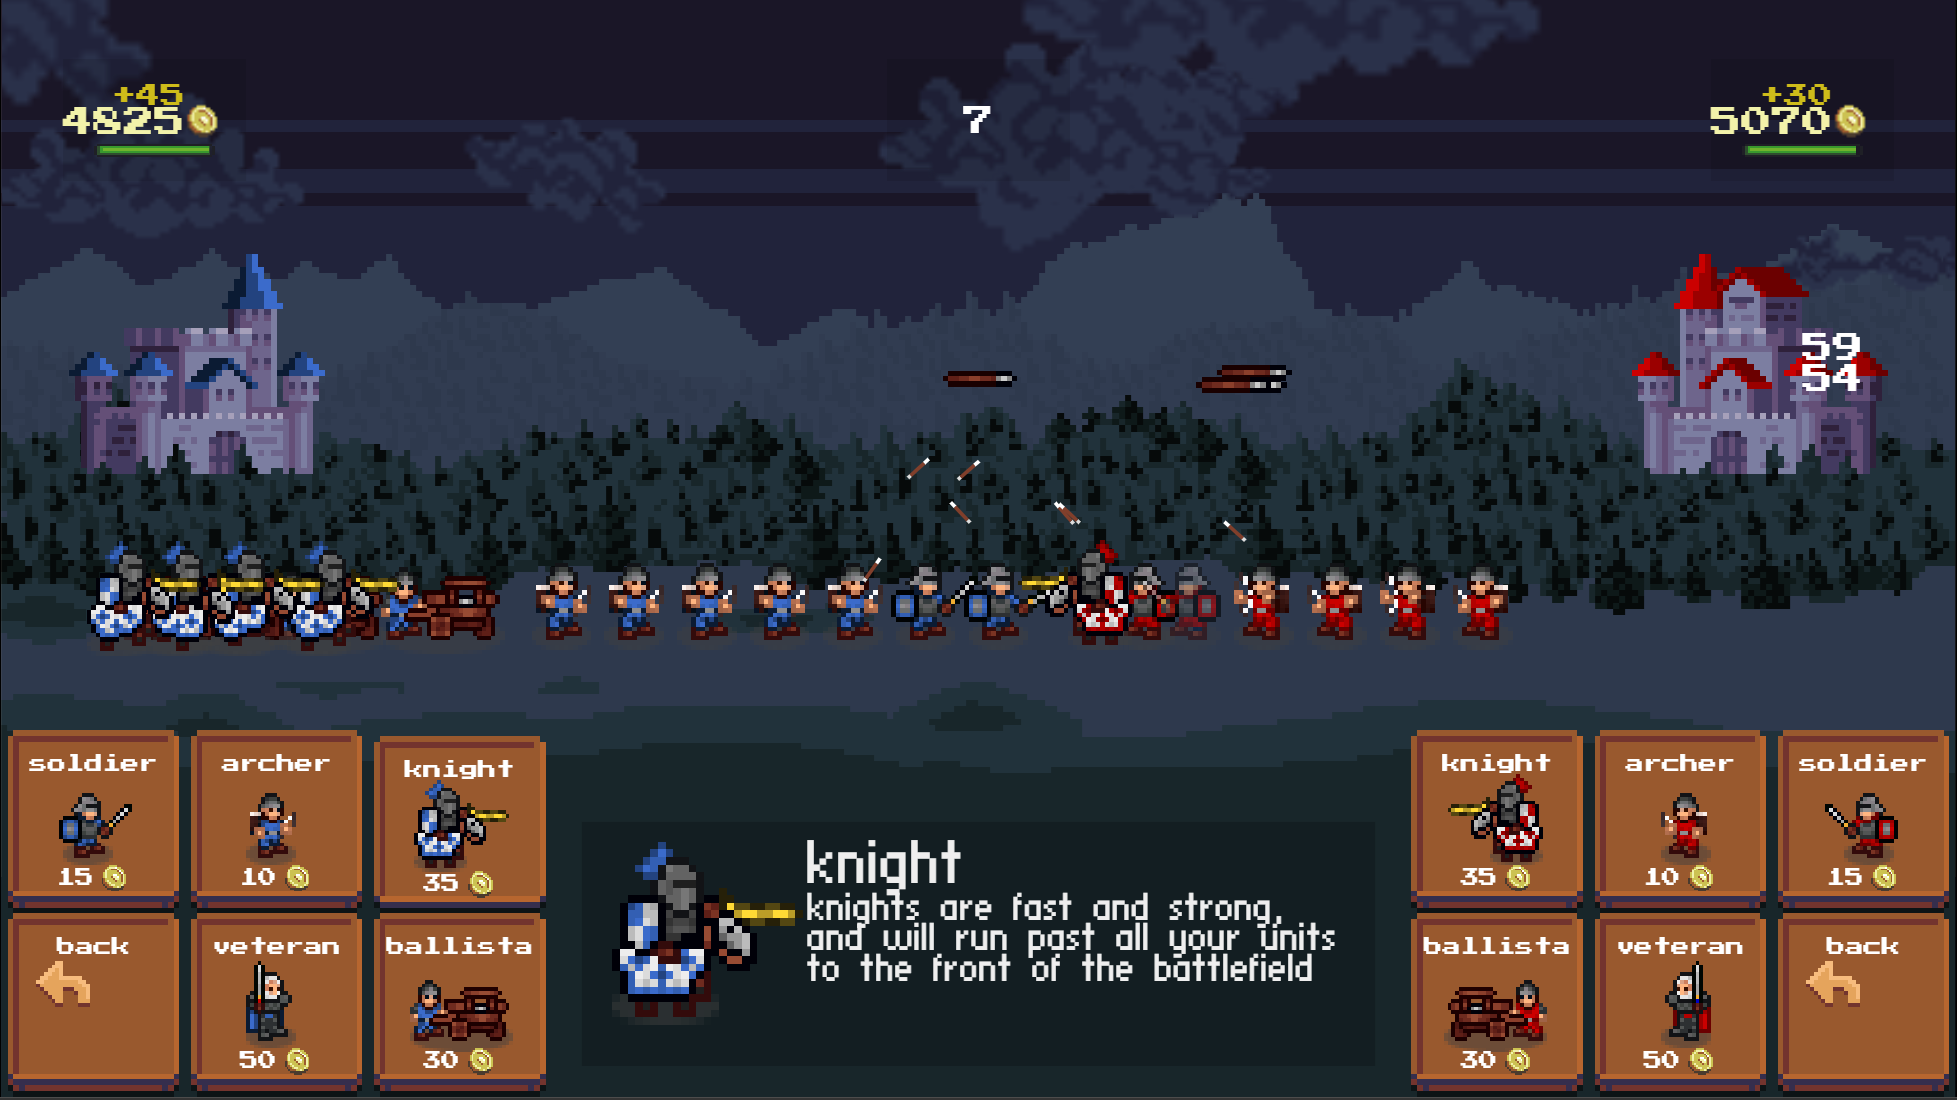 +45
4825
7
+30
5070
59
54
soldier
15
archer
10
knight
35
back
veteran
50
ballista
30
knight
knights are fast and strong,
and will run past all your units
to the front of the battlefield
knight
35
archer
10
soldier
15
ballista
30
veteran
50
back